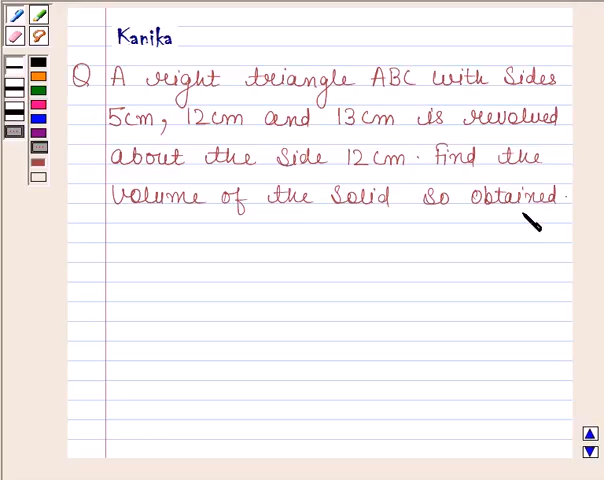 Kanika
Q A right triangle ABC with Sides
5cm, 12cm and 13cm is revolved
about the side 12cm. Find the
volume of the solid so obtained.